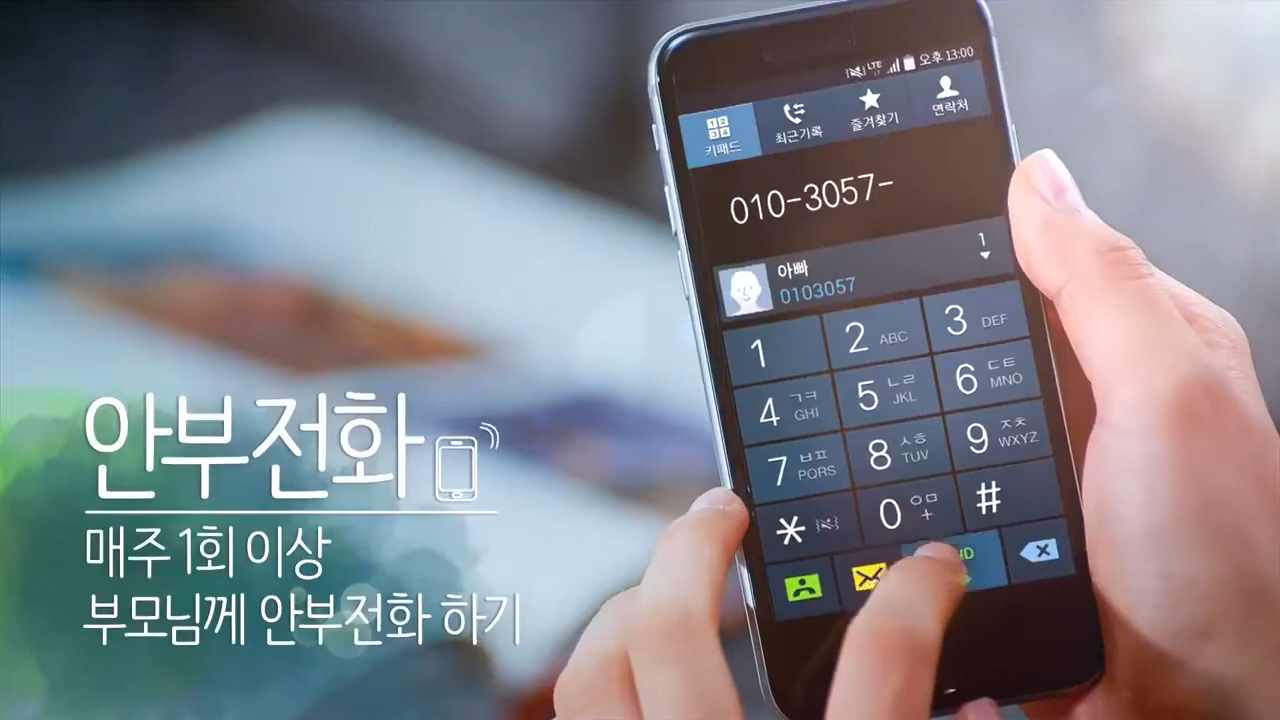 LTE 오후 13:00
키패드 최근기록 즐겨찾기 연락처
010-3057-
아빠 1
0103057
1 2 ABC 3 DEF
4 ㄱㅋ GHI 5 ㄴㄹ JKL 6 ㄷㅌ MNO
7 ㅂㅍ PQRS 8 ㅅㅎ TUV 9 ㅈㅊ WXYZ
* 0 ㅇㅁ + #
안부전화
매주 1회 이상
부모님께 안부전화 하기